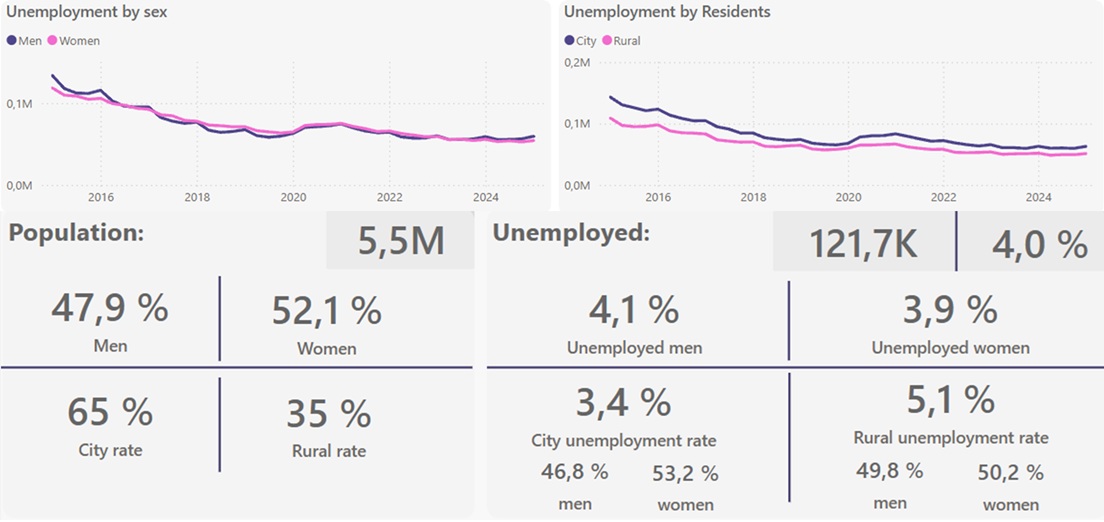 Unemployment by sex
Men Women
0,1M
0,0M
2016 2018 2020 2022 2024
Unemployment by Residents
City Rural
0,2M
0,1M
0,0M
2016 2018 2020 2022 2024
Population:
5,5M
47,9 %
Men
52,1 %
Women
65 %
City rate
35 %
Rural rate
Unemployed:
121,7K
4,0 %
4,1 %
Unemployed men
3,9 %
Unemployed women
3,4 %
City unemployment rate
46,8 %
men
53,2 %
women
5,1 %
Rural unemployment rate
49,8 %
men
50,2 %
women